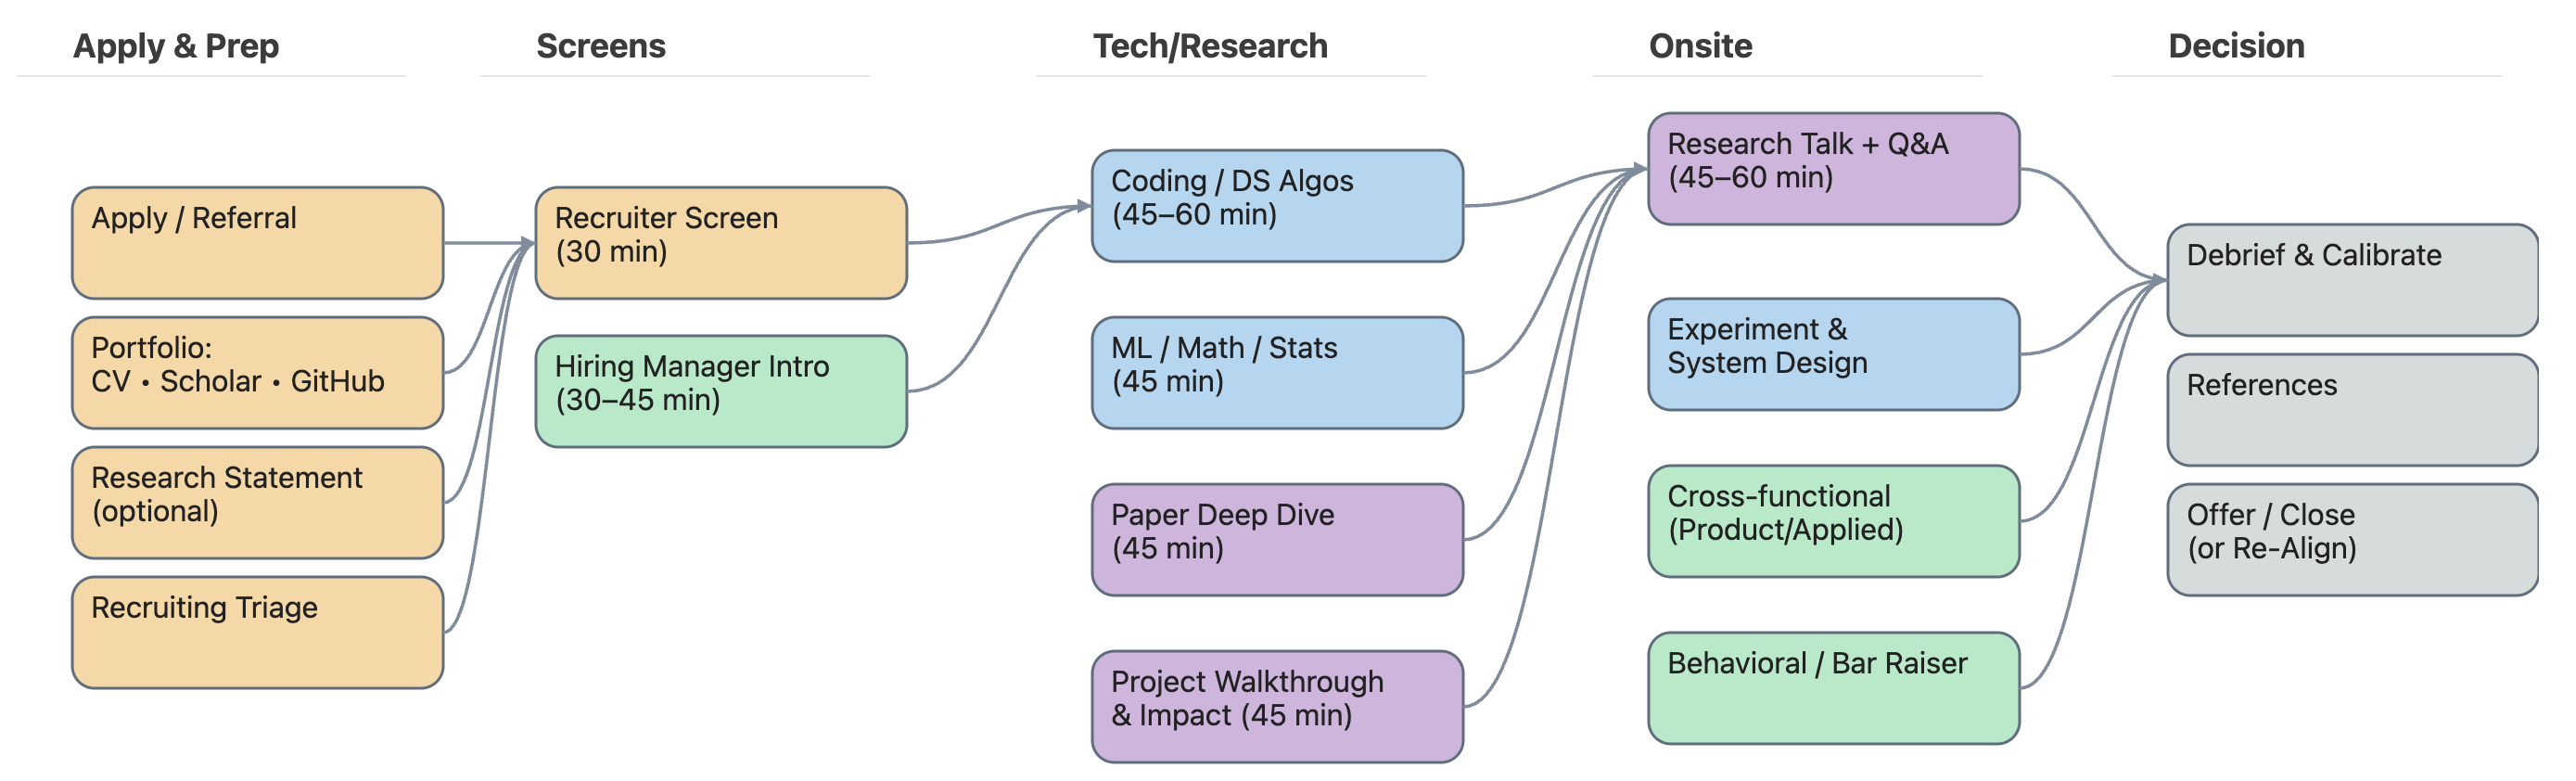 Apply & Prep
Screens
Tech/Research
Onsite
Decision
Apply / Referral
Portfolio:
CV • Scholar • GitHub
Research Statement
(optional)
Recruiting Triage
Recruiter Screen
(30 min)
Hiring Manager Intro
(30–45 min)
Coding / DS Algos
(45–60 min)
ML / Math / Stats
(45 min)
Paper Deep Dive
(45 min)
Project Walkthrough
& Impact (45 min)
Research Talk + Q&A
(45–60 min)
Experiment &
System Design
Cross-functional
(Product/Applied)
Behavioral / Bar Raiser
Debrief & Calibrate
References
Offer / Close
(or Re-Align)